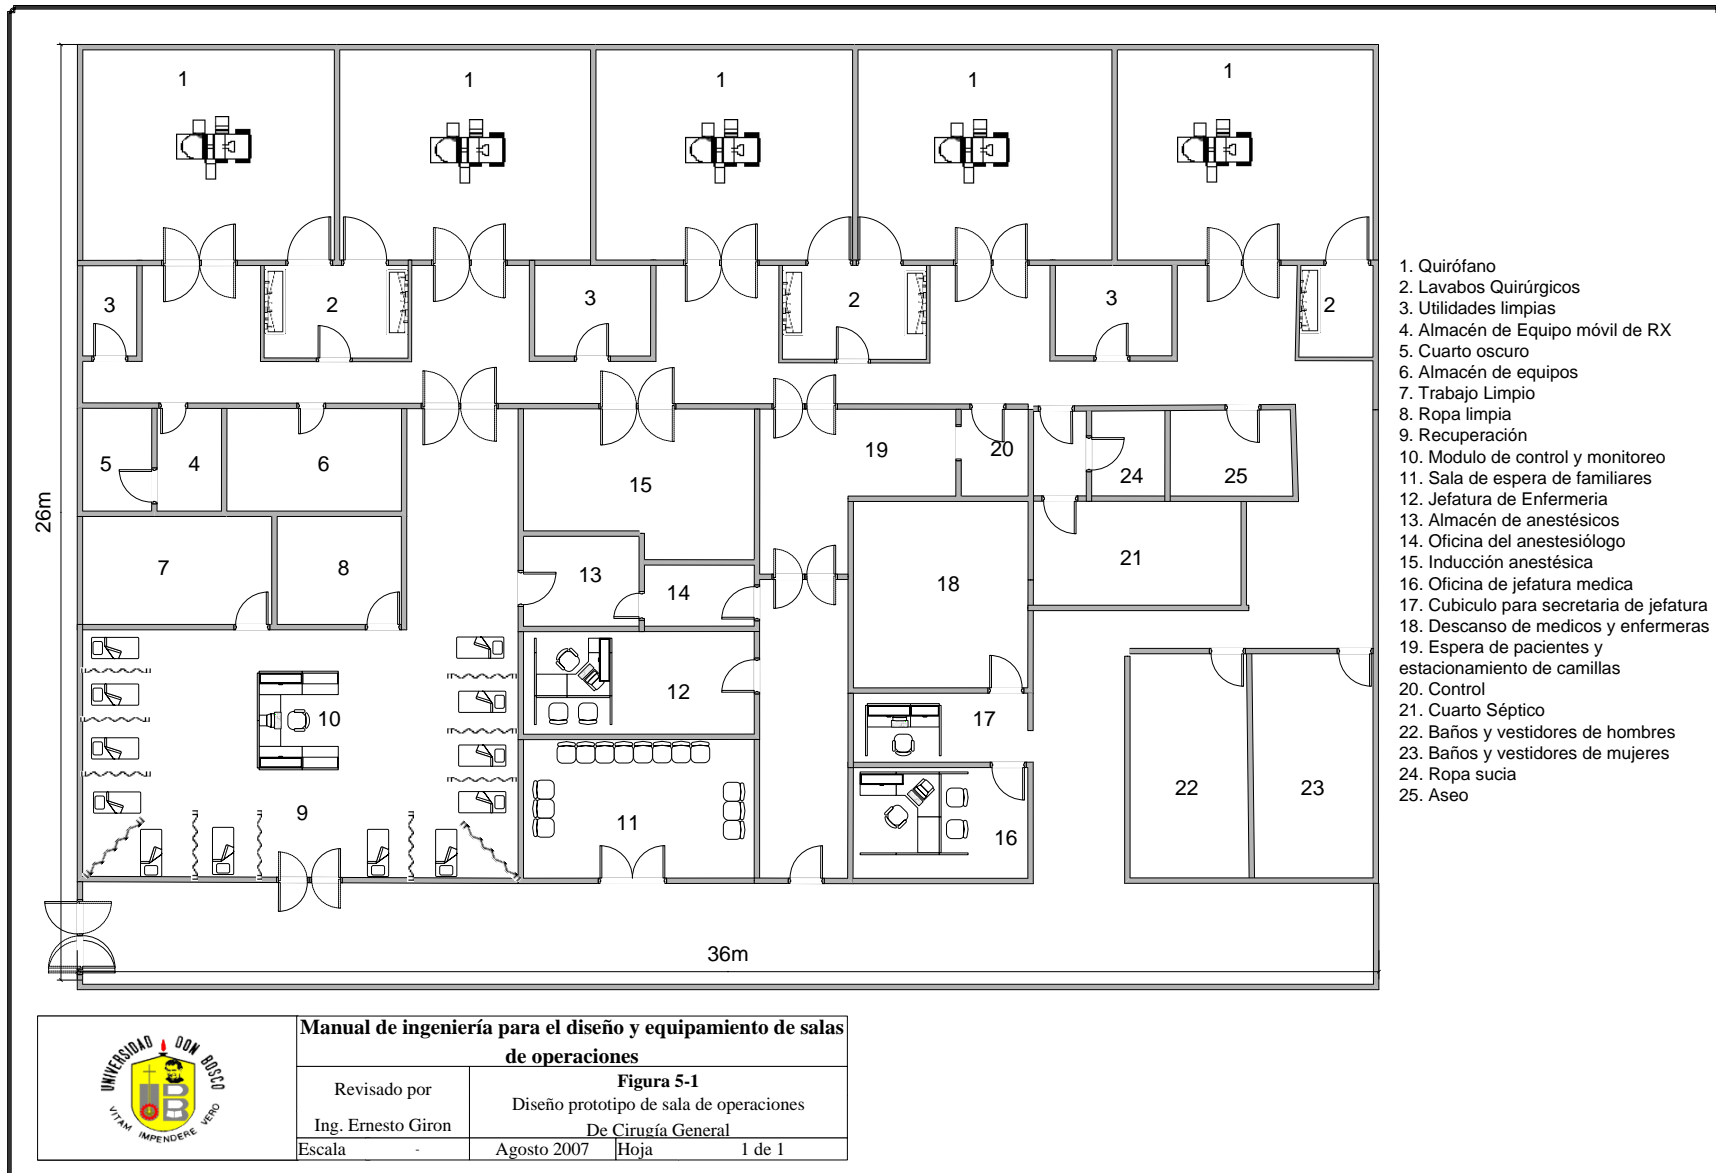 1
1
1
1
1
3
2
3
2
3
2
1. Quirófano
2. Lavabos Quirúrgicos
3. Utilidades limpias
4. Almacén de Equipo móvil de RX
5. Cuarto oscuro
6. Almacén de equipos
7. Trabajo Limpio
8. Ropa limpia
9. Recuperación
10. Modulo de control y monitoreo
11. Sala de espera de familiares
12. Jefatura de Enfermeria
13. Almacén de anestésicos
14. Oficina del anestesiólogo
15. Inducción anestésica
16. Oficina de jefatura medica
17. Cubiculo para secretaria de jefatura
18. Descanso de medicos y enfermeras
19. Espera de pacientes y
estacionamiento de camillas
20. Control
21. Cuarto Séptico
22. Baños y vestidores de hombres
23. Baños y vestidores de mujeres
24. Ropa sucia
25. Aseo
5
4
6
15
19
20
24
25
26m
7
8
13
14
18
21
10
12
17
9
11
16
22
23
36m
UNIVERSIDAD DON BOSCO
VITAM IMPENDERE VERO
Manual de ingeniería para el diseño y equipamiento de salas
de operaciones
Revisado por
Ing. Ernesto Giron
Figura 5-1
Diseño prototipo de sala de operaciones
De Cirugía General
Escala -
Agosto 2007
Hoja 1 de 1